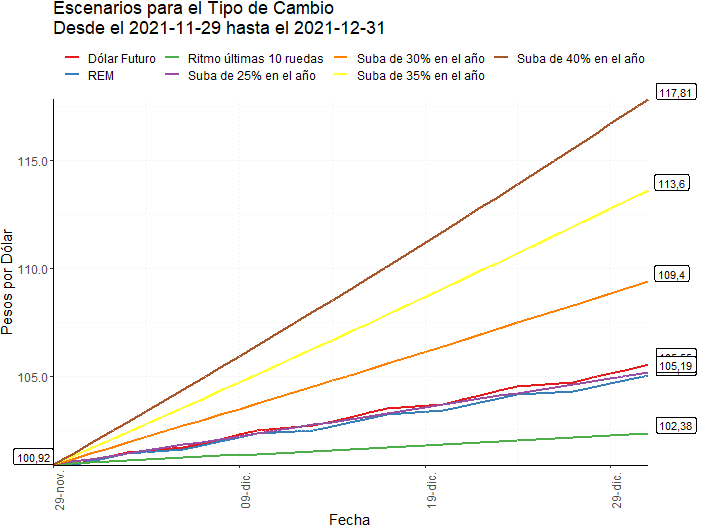 Escenarios para el Tipo de Cambio
Desde el 2021-11-29 hasta el 2021-12-31
Dólar Futuro
Ritmo últimas 10 ruedas
Suba de 30% en el año
Suba de 40% en el año
REM
Suba de 25% en el año
Suba de 35% en el año
117,81
115.0
113,6
110.0
109,4
105.0
105,19
102,38
100,92
Pesos por Dólar
29-nov.
09-dic.
19-dic.
29-dic.
Fecha